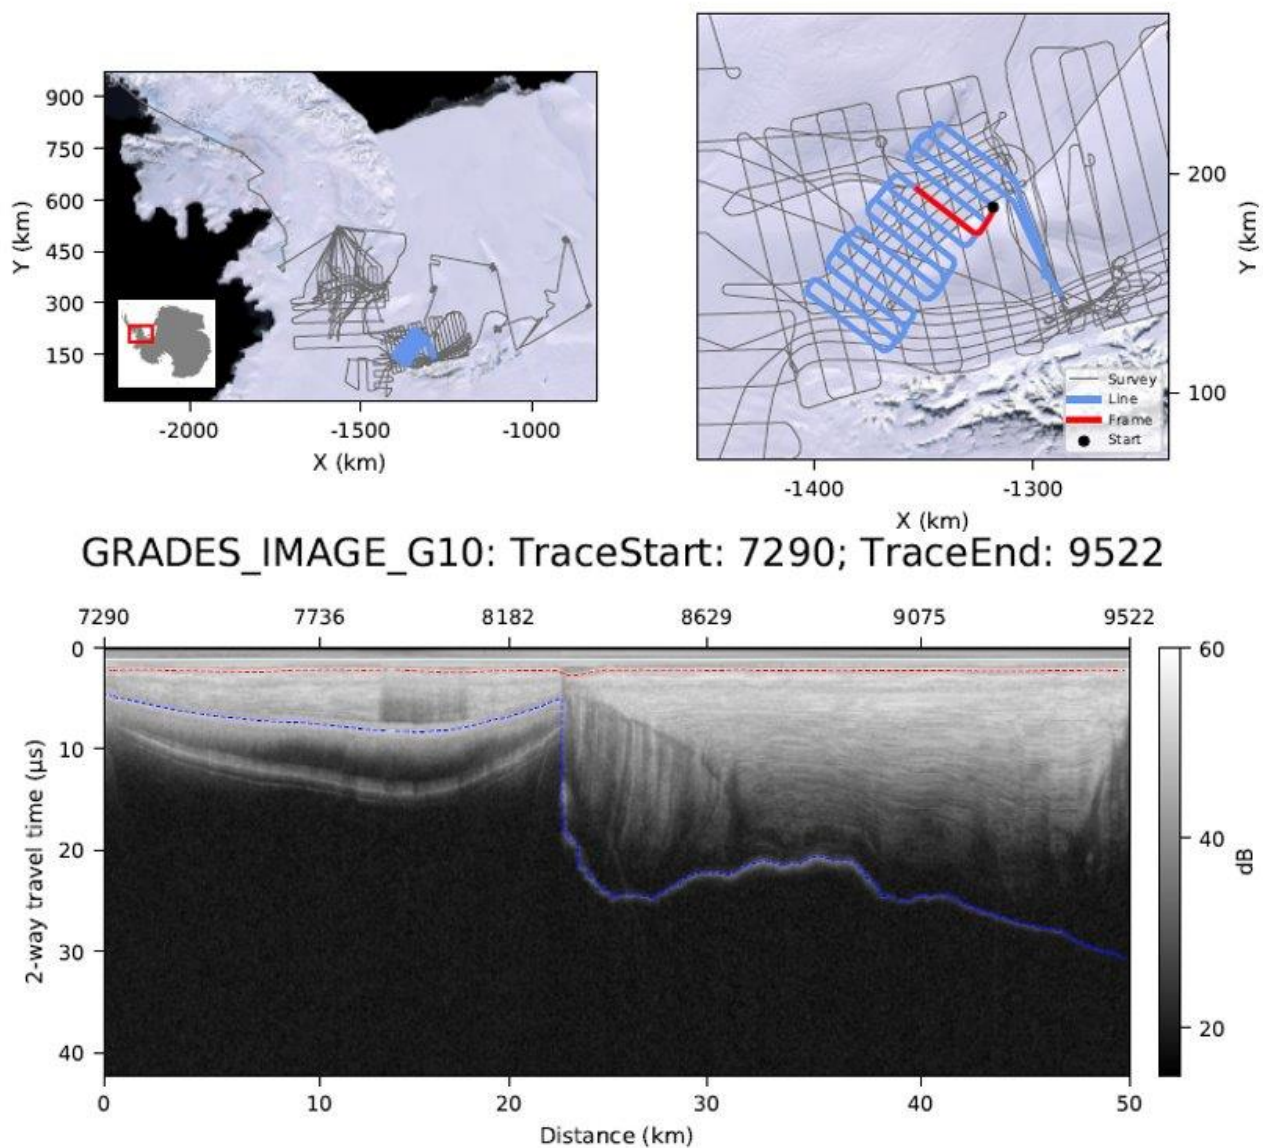 900
750
600
450
300
150
Y (km)
-2000
-1500
-1000
X (km)
200
100
Y (km)
Survey
Line
Frame
Start
-1400
-1300
X (km)
GRADES_IMAGE_G10: TraceStart: 7290; TraceEnd: 9522
7290
7736
8182
8629
9075
9522
0
10
20
30
40
2-way travel time (μs)
60
40
20
dB
0
10
20
30
40
50
Distance (km)